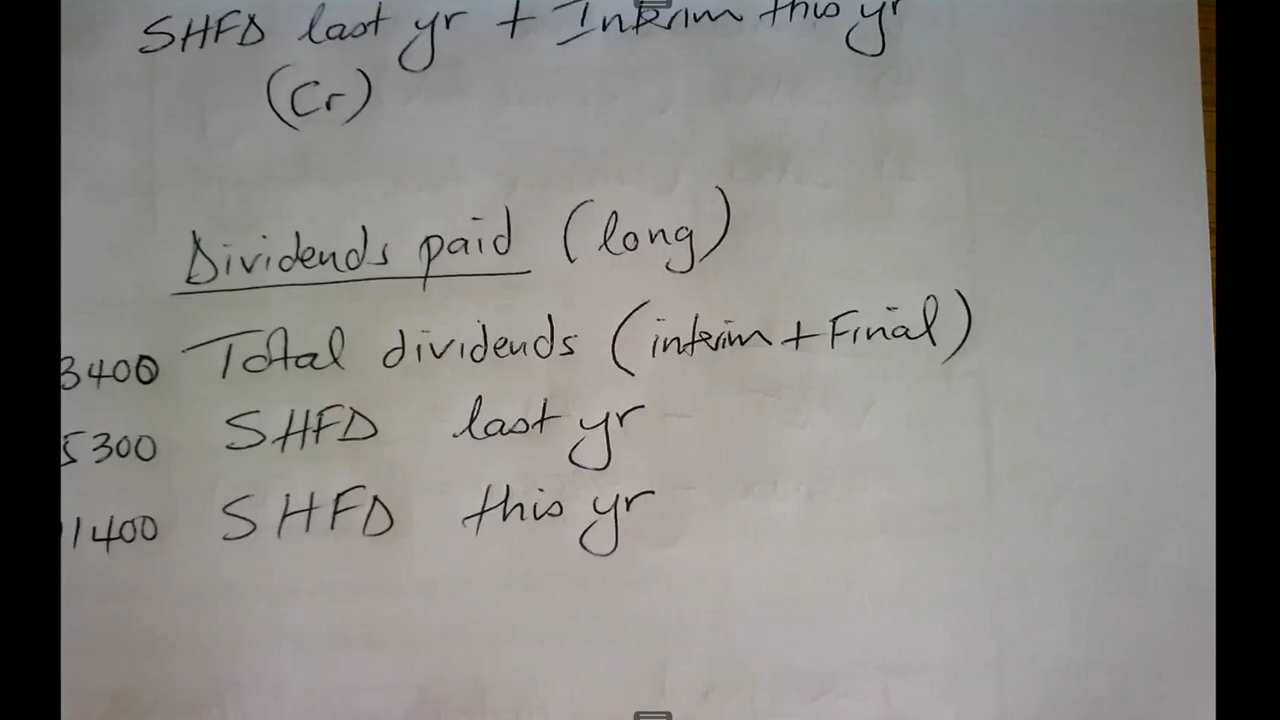 SHFD last yr + Interim this yr
(Cr)
Dividends paid (long)
3400 Total dividends (interim + Final)
5300 SHFD last yr
1400 SHFD this yr